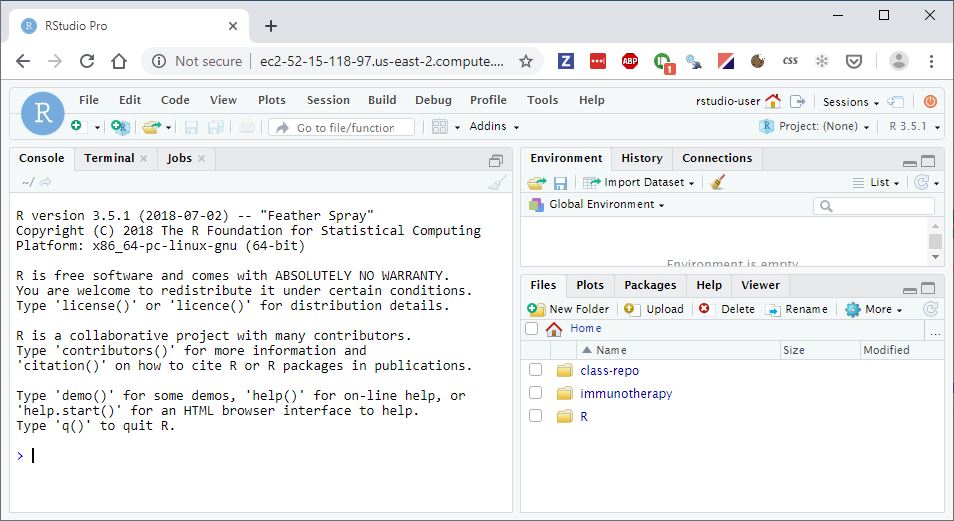 RStudio Pro
Not secure | ec2-52-15-118-97.us-east-2.compute....
Z ABP 1 CSS
R File Edit Code View Plots Session Build Debug Profile Tools Help rstudio-user Sessions
Go to file/function Addins Project: (None) R 3.5.1
Console Terminal Jobs
~/
R version 3.5.1 (2018-07-02) -- "Feather Spray"
Copyright (C) 2018 The R Foundation for Statistical Computing
Platform: x86_64-pc-linux-gnu (64-bit)
R is free software and comes with ABSOLUTELY NO WARRANTY.
You are welcome to redistribute it under certain conditions.
Type 'license()' or 'licence()' for distribution details.
R is a collaborative project with many contributors.
Type 'contributors()' for more information and
'citation()' on how to cite R or R packages in publications.
Type 'demo()' for some demos, 'help()' for on-line help, or
'help.start()' for an HTML browser interface to help.
Type 'q()' to quit R.
>
Environment History Connections
Import Dataset List
Global Environment
Environment is empty
Files Plots Packages Help Viewer
New Folder Upload Delete Rename More
Home ...
Name Size Modified
class-repo
immunotherapy
R